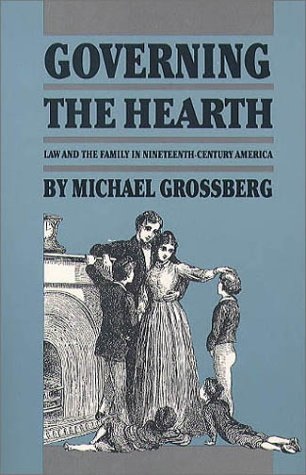 GOVERNING
THE HEARTH
LAW AND THE FAMILY IN NINETEENTH-CENTURY AMERICA
BY MICHAEL GROSSBERG